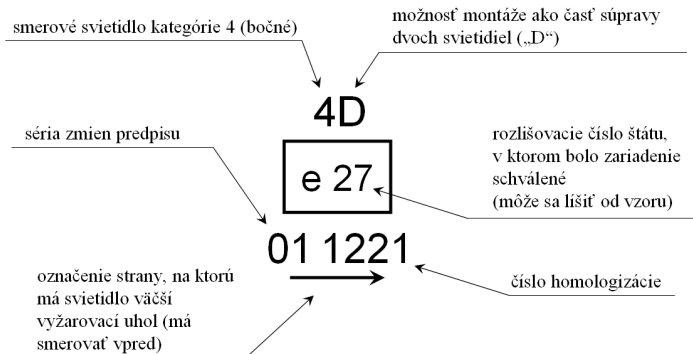 smerové svietidlo kategórie 4 (bočné)
možnosť montáže ako časť súpravy
dvoch svietidiel („D“)
4D
séria zmien predpisu
e 27
rozlišovacie číslo štátu,
v ktorom bolo zariadenie
schválené
(môže sa líšiť od vzoru)
01 1221
označenie strany, na ktorú
má svietidlo väčší
vyžarovací uhol (má
smerovať vpred)
číslo homologizácie